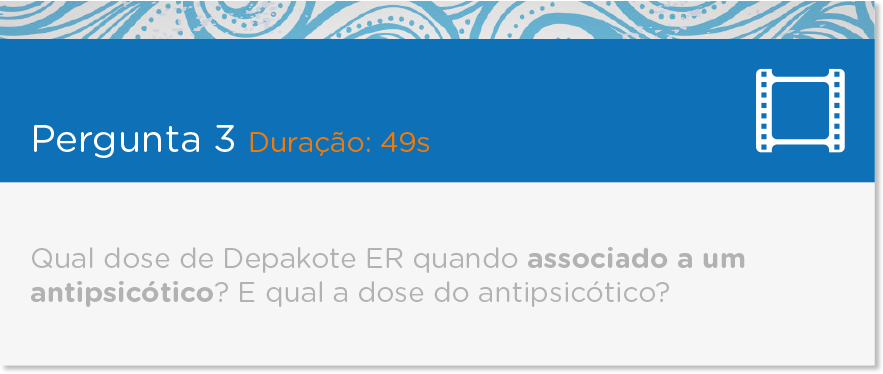 Pergunta 3 Duração: 49s
Qual dose de Depakote ER quando associado a um
antipsicótico? E qual a dose do antipsicótico?